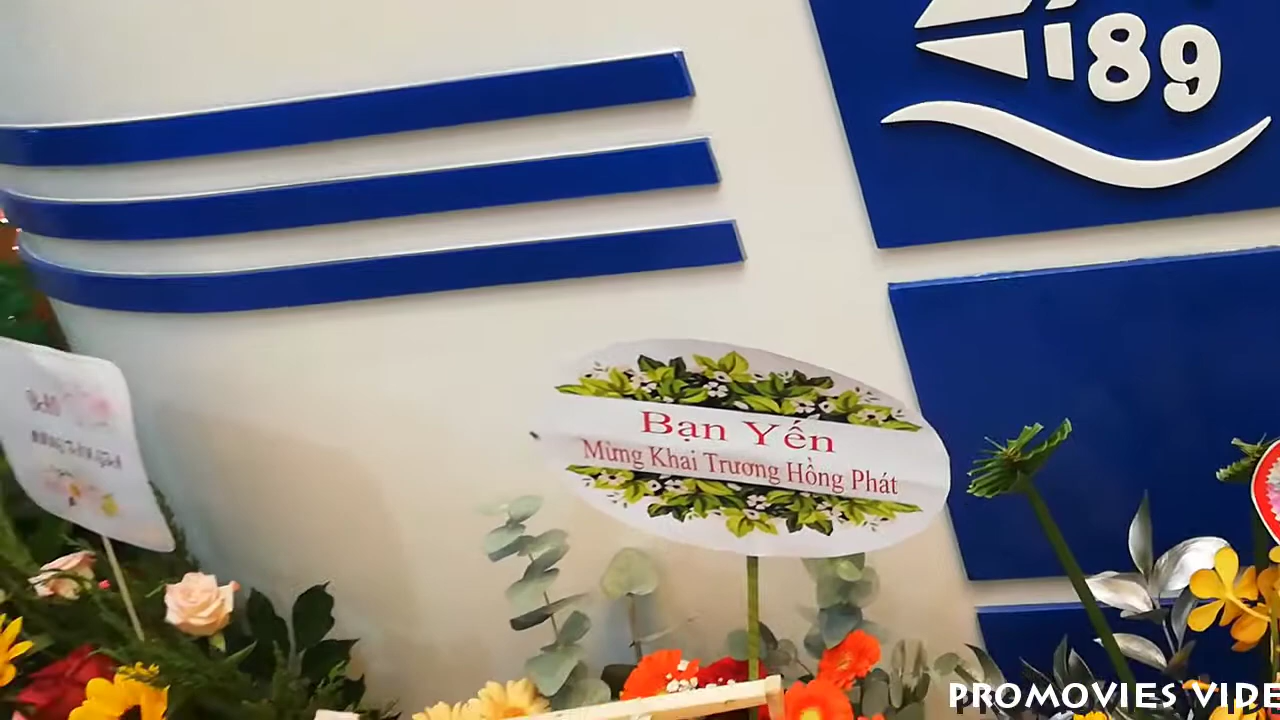 189
Bạn Yến
Mừng Khai Trương Hồng Phát
PROMOVIES VIDE